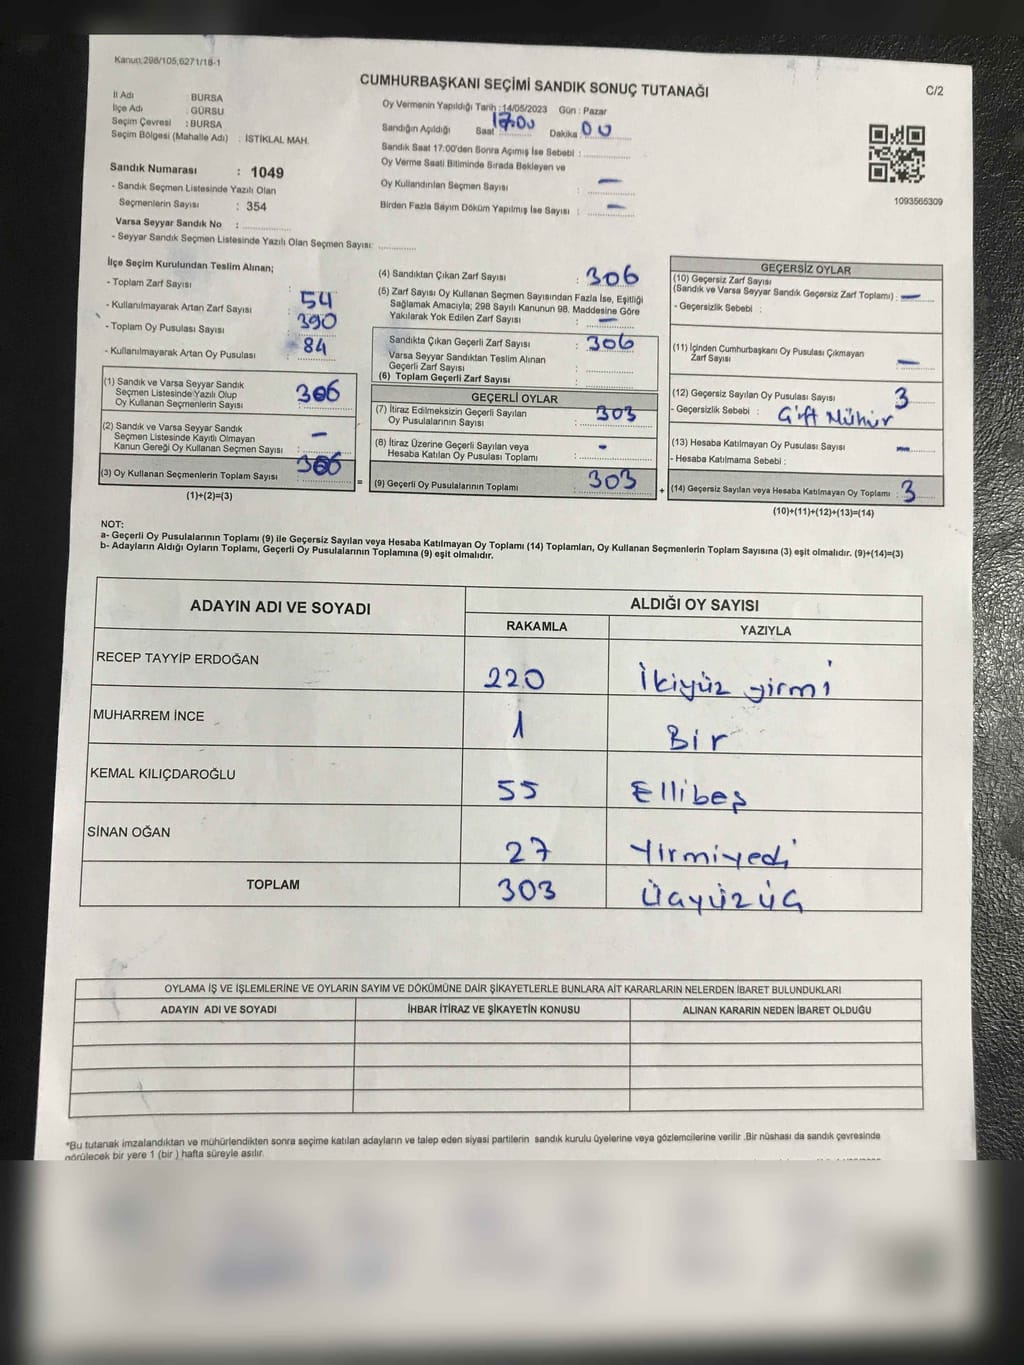 Kanun;298/105,6271/18-1
CUMHURBAŞKANI SEÇİMİ SANDIK SONUÇ TUTANAĞI
C/2
İl Adı : BURSA
İlçe Adı : GÜRSU
Seçim Çevresi : BURSA
Seçim Bölgesi (Mahalle Adı) : İSTİKLAL MAH.
Sandık Numarası : 1049
- Sandık Seçmen Listesinde Yazılı Olan
Seçmenlerin Sayısı : 354
Varsa Seyyar Sandık No :
- Seyyar Sandık Seçmen Listesinde Yazılı Olan Seçmen Sayısı:
Oy Vermenin Yapıldığı Tarih : 14/05/2023 Gün : Pazar
Sandığın Açıldığı Saat 17.00 Dakika : 00
Sandık Saat 17:00'den Sonra Açımış İse Sebebi :
Oy Verme Saati Bitiminde Sırada Bekleyen ve
Oy Kullandırılan Seçmen Sayısı : —
Birden Fazla Sayım Döküm Yapılmış İse Sayısı : —
1093565309
İlçe Seçim Kurulundan Teslim Alınan;
- Toplam Zarf Sayısı :
- Kullanılmayarak Artan Zarf Sayısı : 54
- Toplam Oy Pusulası Sayısı : 390
- Kullanılmayarak Artan Oy Pusulası : 84
(1) Sandık ve Varsa Seyyar Sandık
Seçmen Listesinde Yazılı Olup
Oy Kullanan Seçmenlerin Sayısı : 306
(2) Sandık ve Varsa Seyyar Sandık
Seçmen Listesinde Kayıtlı Olmayan
Kanun Gereği Oy Kullanan Seçmen Sayısı : —
(3) Oy Kullanan Seçmenlerin Toplam Sayısı : 306
(1)+(2)=(3)
(4) Sandıktan Çıkan Zarf Sayısı : 306
(5) Zarf Sayısı Oy Kullanan Seçmen Sayısından Fazla İse, Eşitliği
Sağlamak Amacıyla; 298 Sayılı Kanunun 98. Maddesine Göre
Yakılarak Yok Edilen Zarf Sayısı : —
Sandıkta Çıkan Geçerli Zarf Sayısı : 306
Varsa Seyyar Sandıktan Teslim Alınan
Geçerli Zarf Sayısı :
(6) Toplam Geçerli Zarf Sayısı :
GEÇERLİ OYLAR
(7) İtiraz Edilmeksizin Geçerli Sayılan
Oy Pusulalarının Sayısı : 303
(8) İtiraz Üzerine Geçerli Sayılan veya
Hesaba Katılan Oy Pusulası Toplamı : -
(9) Geçerli Oy Pusulalarının Toplamı : 303
GEÇERSİZ OYLAR
(10) Geçersiz Zarf Sayısı
(Sandık ve Varsa Seyyar Sandık Geçersiz Zarf Toplamı) : —
- Geçersizlik Sebebi :
(11) İçinden Cumhurbaşkanı Oy Pusulası Çıkmayan
Zarf Sayısı : —
(12) Geçersiz Sayılan Oy Pusulası Sayısı : 3
- Geçersizlik Sebebi : Çift Mühür
(13) Hesaba Katılmayan Oy Pusulası Sayısı : —
- Hesaba Katılmama Sebebi :
(14) Geçersiz Sayılan veya Hesaba Katılmayan Oy Toplamı : 3
(10)+(11)+(12)+(13)=(14)
NOT:
a- Geçerli Oy Pusulalarının Toplamı (9) ile Geçersiz Sayılan veya Hesaba Katılmayan Oy Toplamı (14) Toplamları, Oy Kullanan Seçmenlerin Toplam Sayısına (3) eşit olmalıdır. (9)+(14)=(3)
b- Adayların Aldığı Oyların Toplamı, Geçerli Oy Pusulalarının Toplamına (9) eşit olmalıdır.
ADAYIN ADI VE SOYADI
ALDIĞI OY SAYISI
RAKAMLA YAZIYLA
RECEP TAYYİP ERDOĞAN 220 İkiyüz yirmi
MUHARREM İNCE 1 Bir
KEMAL KILIÇDAROĞLU 55 Ellibeş
SİNAN OĞAN 27 Yirmiyedi
TOPLAM 303 Üçyüzüç
OYLAMA İŞ VE İŞLEMLERİNE VE OYLARIN SAYIM VE DÖKÜMÜNE DAİR ŞİKAYETLERLE BUNLARA AİT KARARLARIN NELERDEN İBARET BULUNDUKLARI
ADAYIN ADI VE SOYADI İHBAR İTİRAZ VE ŞİKAYETİN KONUSU ALINAN KARARIN NEDEN İBARET OLDUĞU
*Bu tutanak imzalandıktan ve mühürlendikten sonra seçime katılan adayların ve talep eden siyasi partilerin sandık kurulu üyelerine veya gözlemcilerine verilir .Bir nüshası da sandık çevresinde
görülecek bir yere 1 (bir ) hafta süreyle asılır.